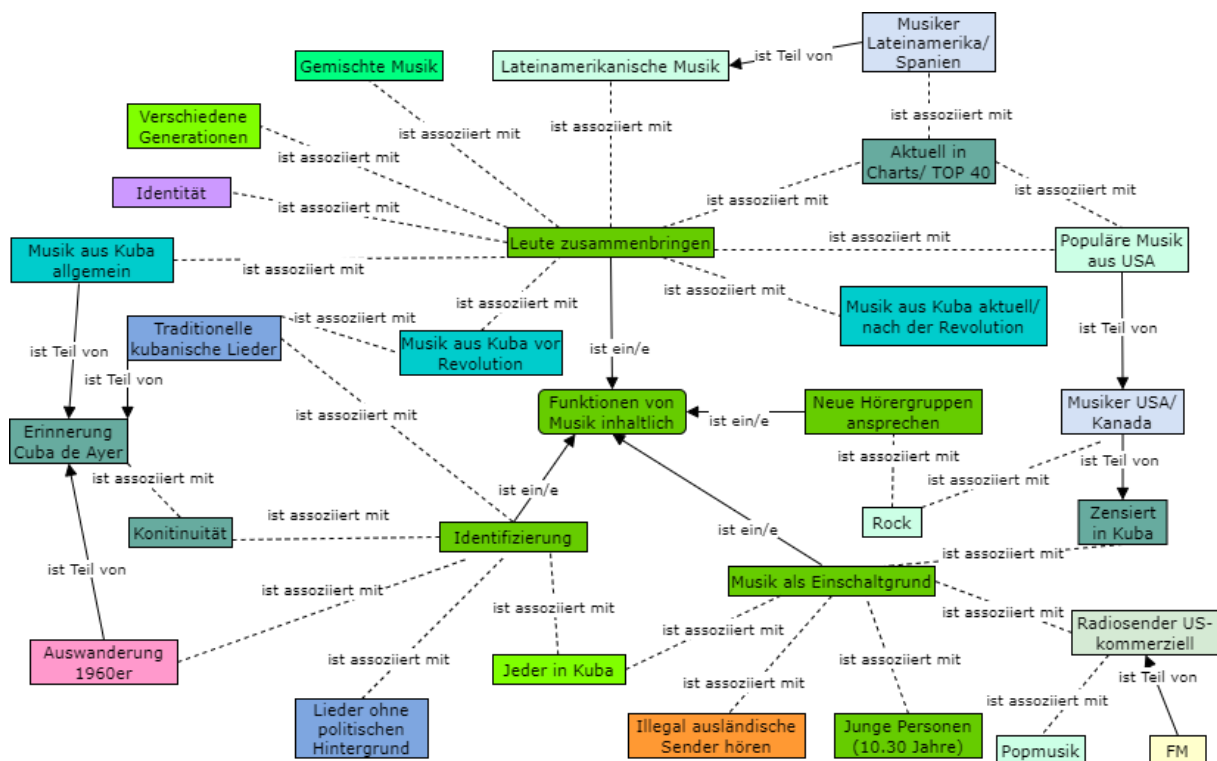 Musiker
Lateinamerika/
Spanien
ist Teil von
Gemischte Musik
Lateinamerikanische Musik
Verschiedene
Generationen
ist assoziiert mit
ist assoziiert mit
ist assoziiert mit
ist assoziiert mit
Aktuell in
Charts/ TOP 40
Identität
ist assoziiert mit
ist assoziiert mit
ist assoziiert mit
Musik aus Kuba
allgemein
Leute zusammenbringen
ist assoziiert mit
Populäre Musik
aus USA
ist assoziiert mit
ist assoziiert mit
ist assoziiert mit
Musik aus Kuba aktuell/
nach der Revolution
Traditionelle
kubanische Lieder
ist assoziiert mit
Musik aus Kuba vor
Revolution
ist Teil von
ist ein/e
ist Teil von
ist Teil von
Funktionen von
Musik inhaltlich
ist ein/e
Neue Hörergruppen
ansprechen
Musiker USA/
Kanada
Erinnerung
Cuba de Ayer
ist assoziiert mit
ist assoziiert mit
ist Teil von
ist assoziiert mit
ist assoziiert mit
ist ein/e
Konitinuität
ist assoziiert mit
Identifizierung
ist ein/e
Rock
Zensiert
in Kuba
ist assoziiert mit
ist Teil von
Musik als Einschaltgrund
ist assoziiert mit
ist assoziiert mit
ist assoziiert mit
Radiosender US-
kommerziell
Auswanderung
1960er
ist assoziiert mit
Jeder in Kuba
ist assoziiert mit
ist assoziiert mit
ist Teil von
ist assoziiert mit
ist assoziiert mit
Lieder ohne
politischen
Hintergrund
Illegal ausländische
Sender hören
Junge Personen
(10.30 Jahre)
Popmusik
FM